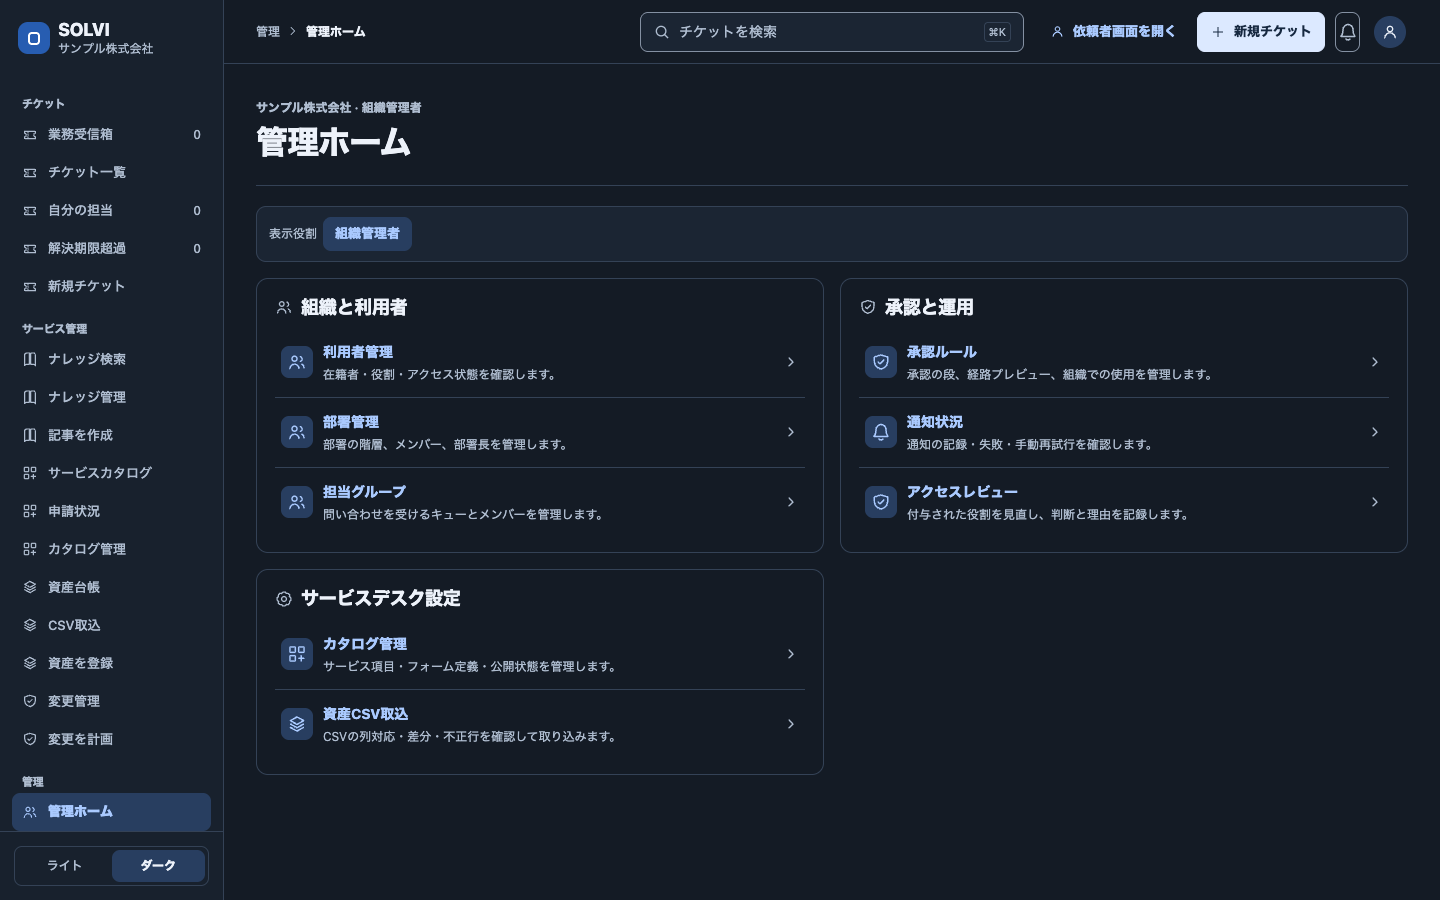 SOLVI
サンプル株式会社
チケット
業務受信箱 0
チケット一覧
自分の担当 0
解決期限超過 0
新規チケット
サービス管理
ナレッジ検索
ナレッジ管理
記事を作成
サービスカタログ
申請状況
カタログ管理
資産台帳
CSV取込
資産を登録
変更管理
変更を計画
管理
管理ホーム
ライト ダーク
管理 管理ホーム
チケットを検索 ⌘K
依頼者画面を開く
新規チケット
サンプル株式会社 · 組織管理者
管理ホーム
表示役割 組織管理者
組織と利用者
利用者管理
在籍者・役割・アクセス状態を確認します。
部署管理
部署の階層、メンバー、部署長を管理します。
担当グループ
問い合わせを受けるキューとメンバーを管理します。
承認と運用
承認ルール
承認の段、経路プレビュー、組織での使用を管理します。
通知状況
通知の記録・失敗・手動再試行を確認します。
アクセスレビュー
付与された役割を見直し、判断と理由を記録します。
サービスデスク設定
カタログ管理
サービス項目・フォーム定義・公開状態を管理します。
資産CSV取込
CSVの列対応・差分・不正行を確認して取り込みます。